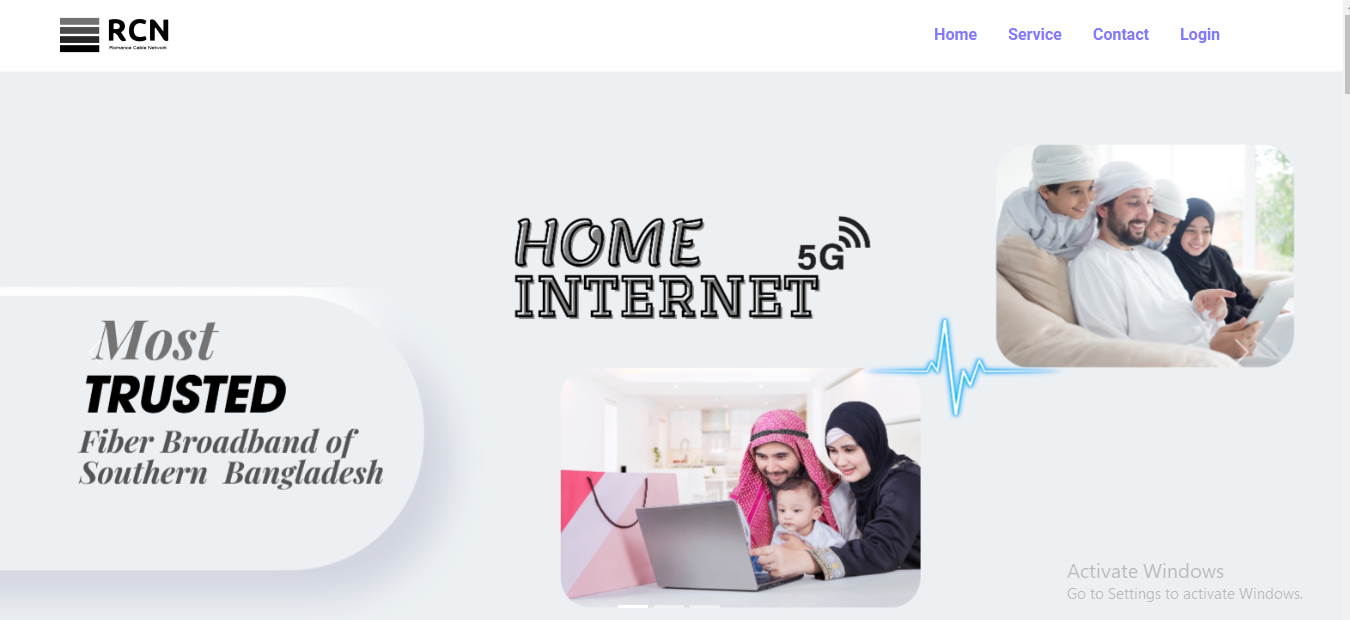 RCN
Romance Cable Network
Home Service Contact Login
HOME
5G
INTERNET
Most
TRUSTED
Fiber Broadband of
Southern Bangladesh
Activate Windows
Go to Settings to activate Windows.